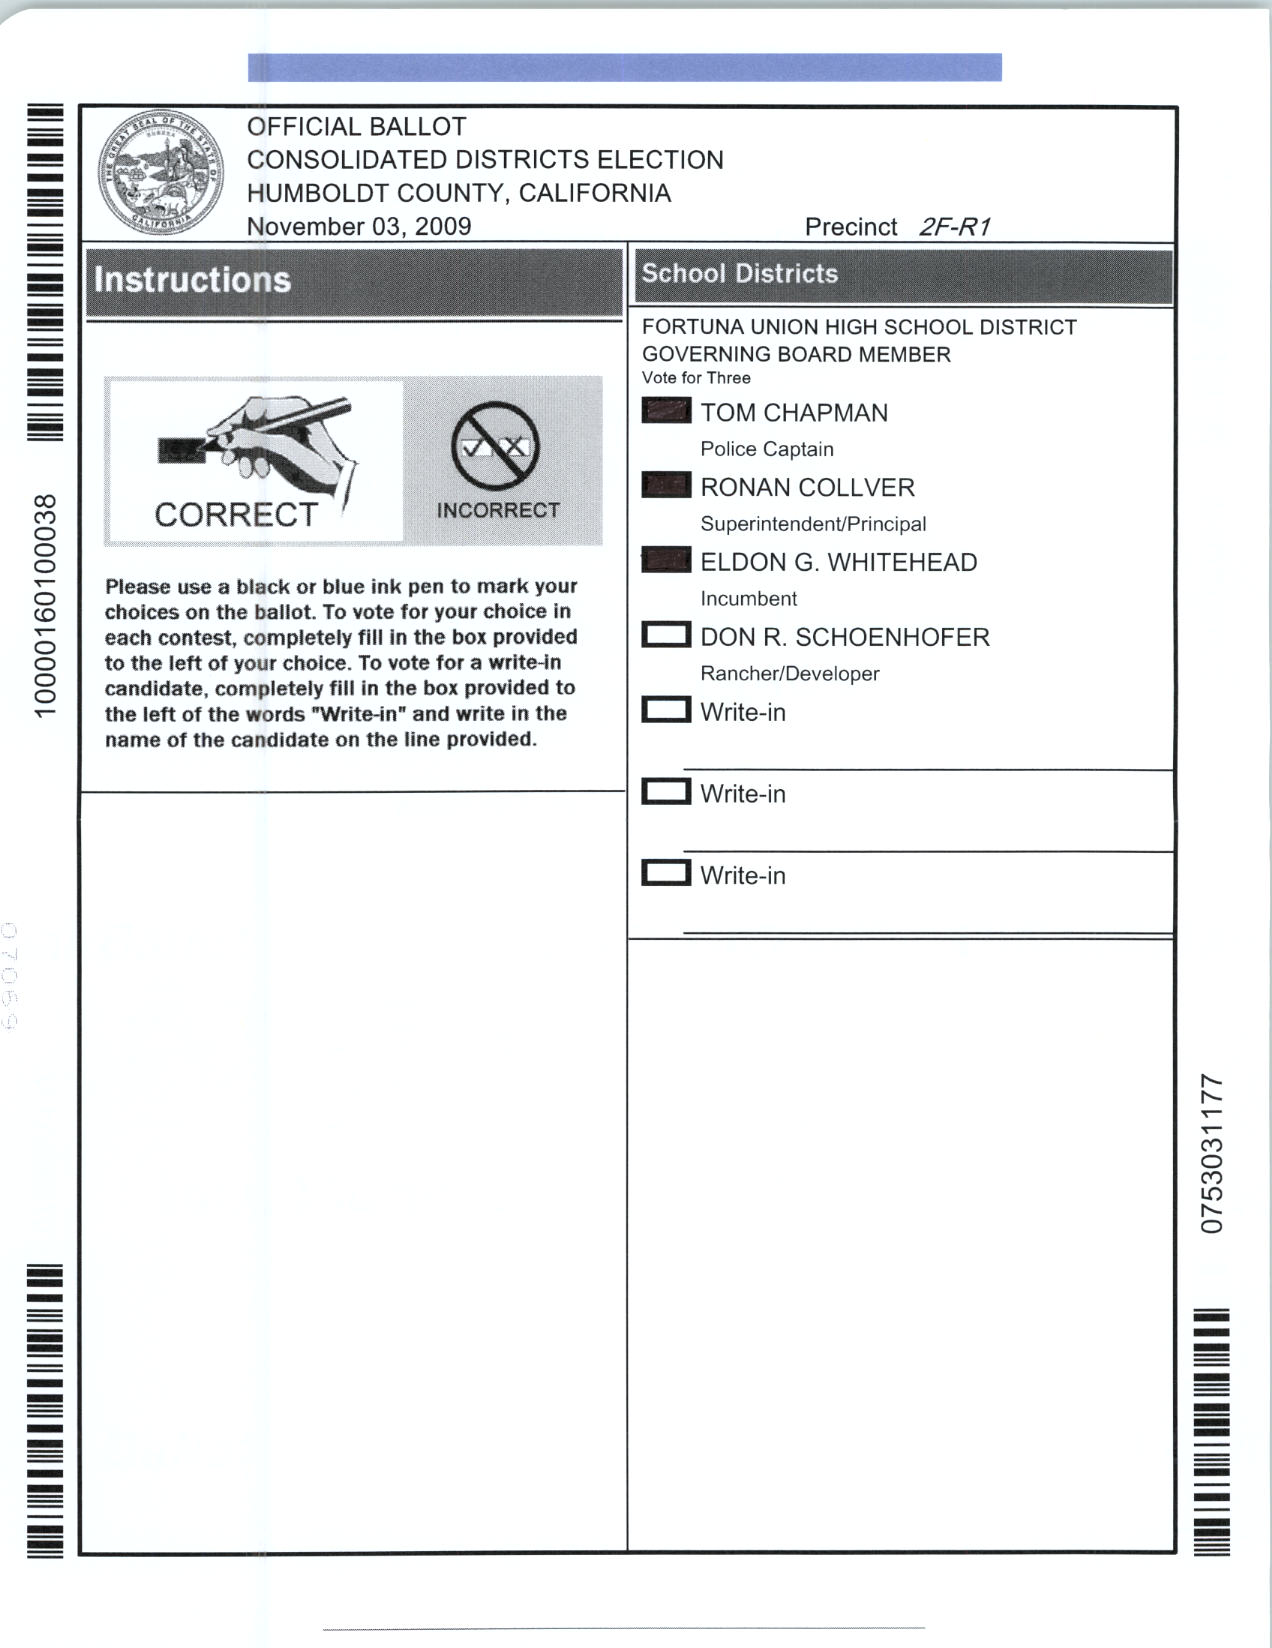 THE GREAT SEAL OF THE STATE OF CALIFORNIA
EUREKA
OFFICIAL BALLOT
CONSOLIDATED DISTRICTS ELECTION
HUMBOLDT COUNTY, CALIFORNIA
November 03, 2009
Precinct 2F-R1
Instructions
CORRECT
INCORRECT
Please use a black or blue ink pen to mark your
choices on the ballot. To vote for your choice in
each contest, completely fill in the box provided
to the left of your choice. To vote for a write-in
candidate, completely fill in the box provided to
the left of the words "Write-in" and write in the
name of the candidate on the line provided.
School Districts
FORTUNA UNION HIGH SCHOOL DISTRICT
GOVERNING BOARD MEMBER
Vote for Three
TOM CHAPMAN
Police Captain
RONAN COLLVER
Superintendent/Principal
ELDON G. WHITEHEAD
Incumbent
DON R. SCHOENHOFER
Rancher/Developer
Write-in
Write-in
Write-in
10000160100038
0753031177